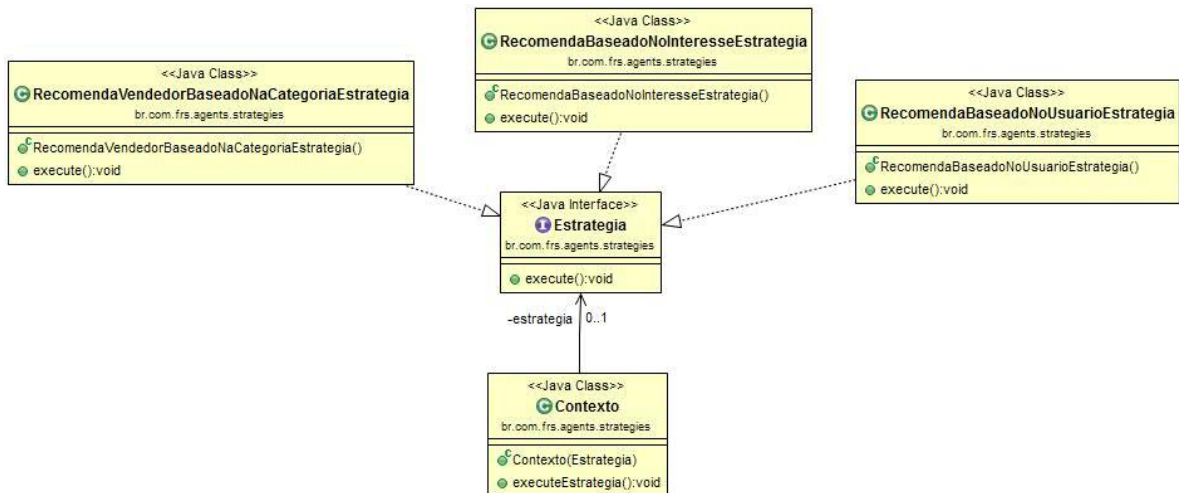 <<Java Class>>
RecomendaBaseadoNoInteresseEstrategia
br.com.frs.agents.strategies
RecomendaBaseadoNoInteresseEstrategia()
execute():void
<<Java Class>>
RecomendaVendedorBaseadoNaCategoriaEstrategia
br.com.frs.agents.strategies
RecomendaVendedorBaseadoNaCategoriaEstrategia()
execute():void
<<Java Class>>
RecomendaBaseadoNoUsuarioEstrategia
br.com.frs.agents.strategies
RecomendaBaseadoNoUsuarioEstrategia()
execute():void
<<Java Interface>>
Estrategia
br.com.frs.agents.strategies
execute():void
-estrategia 0..1
<<Java Class>>
Contexto
br.com.frs.agents.strategies
Contexto(Estrategia)
executeEstrategia():void